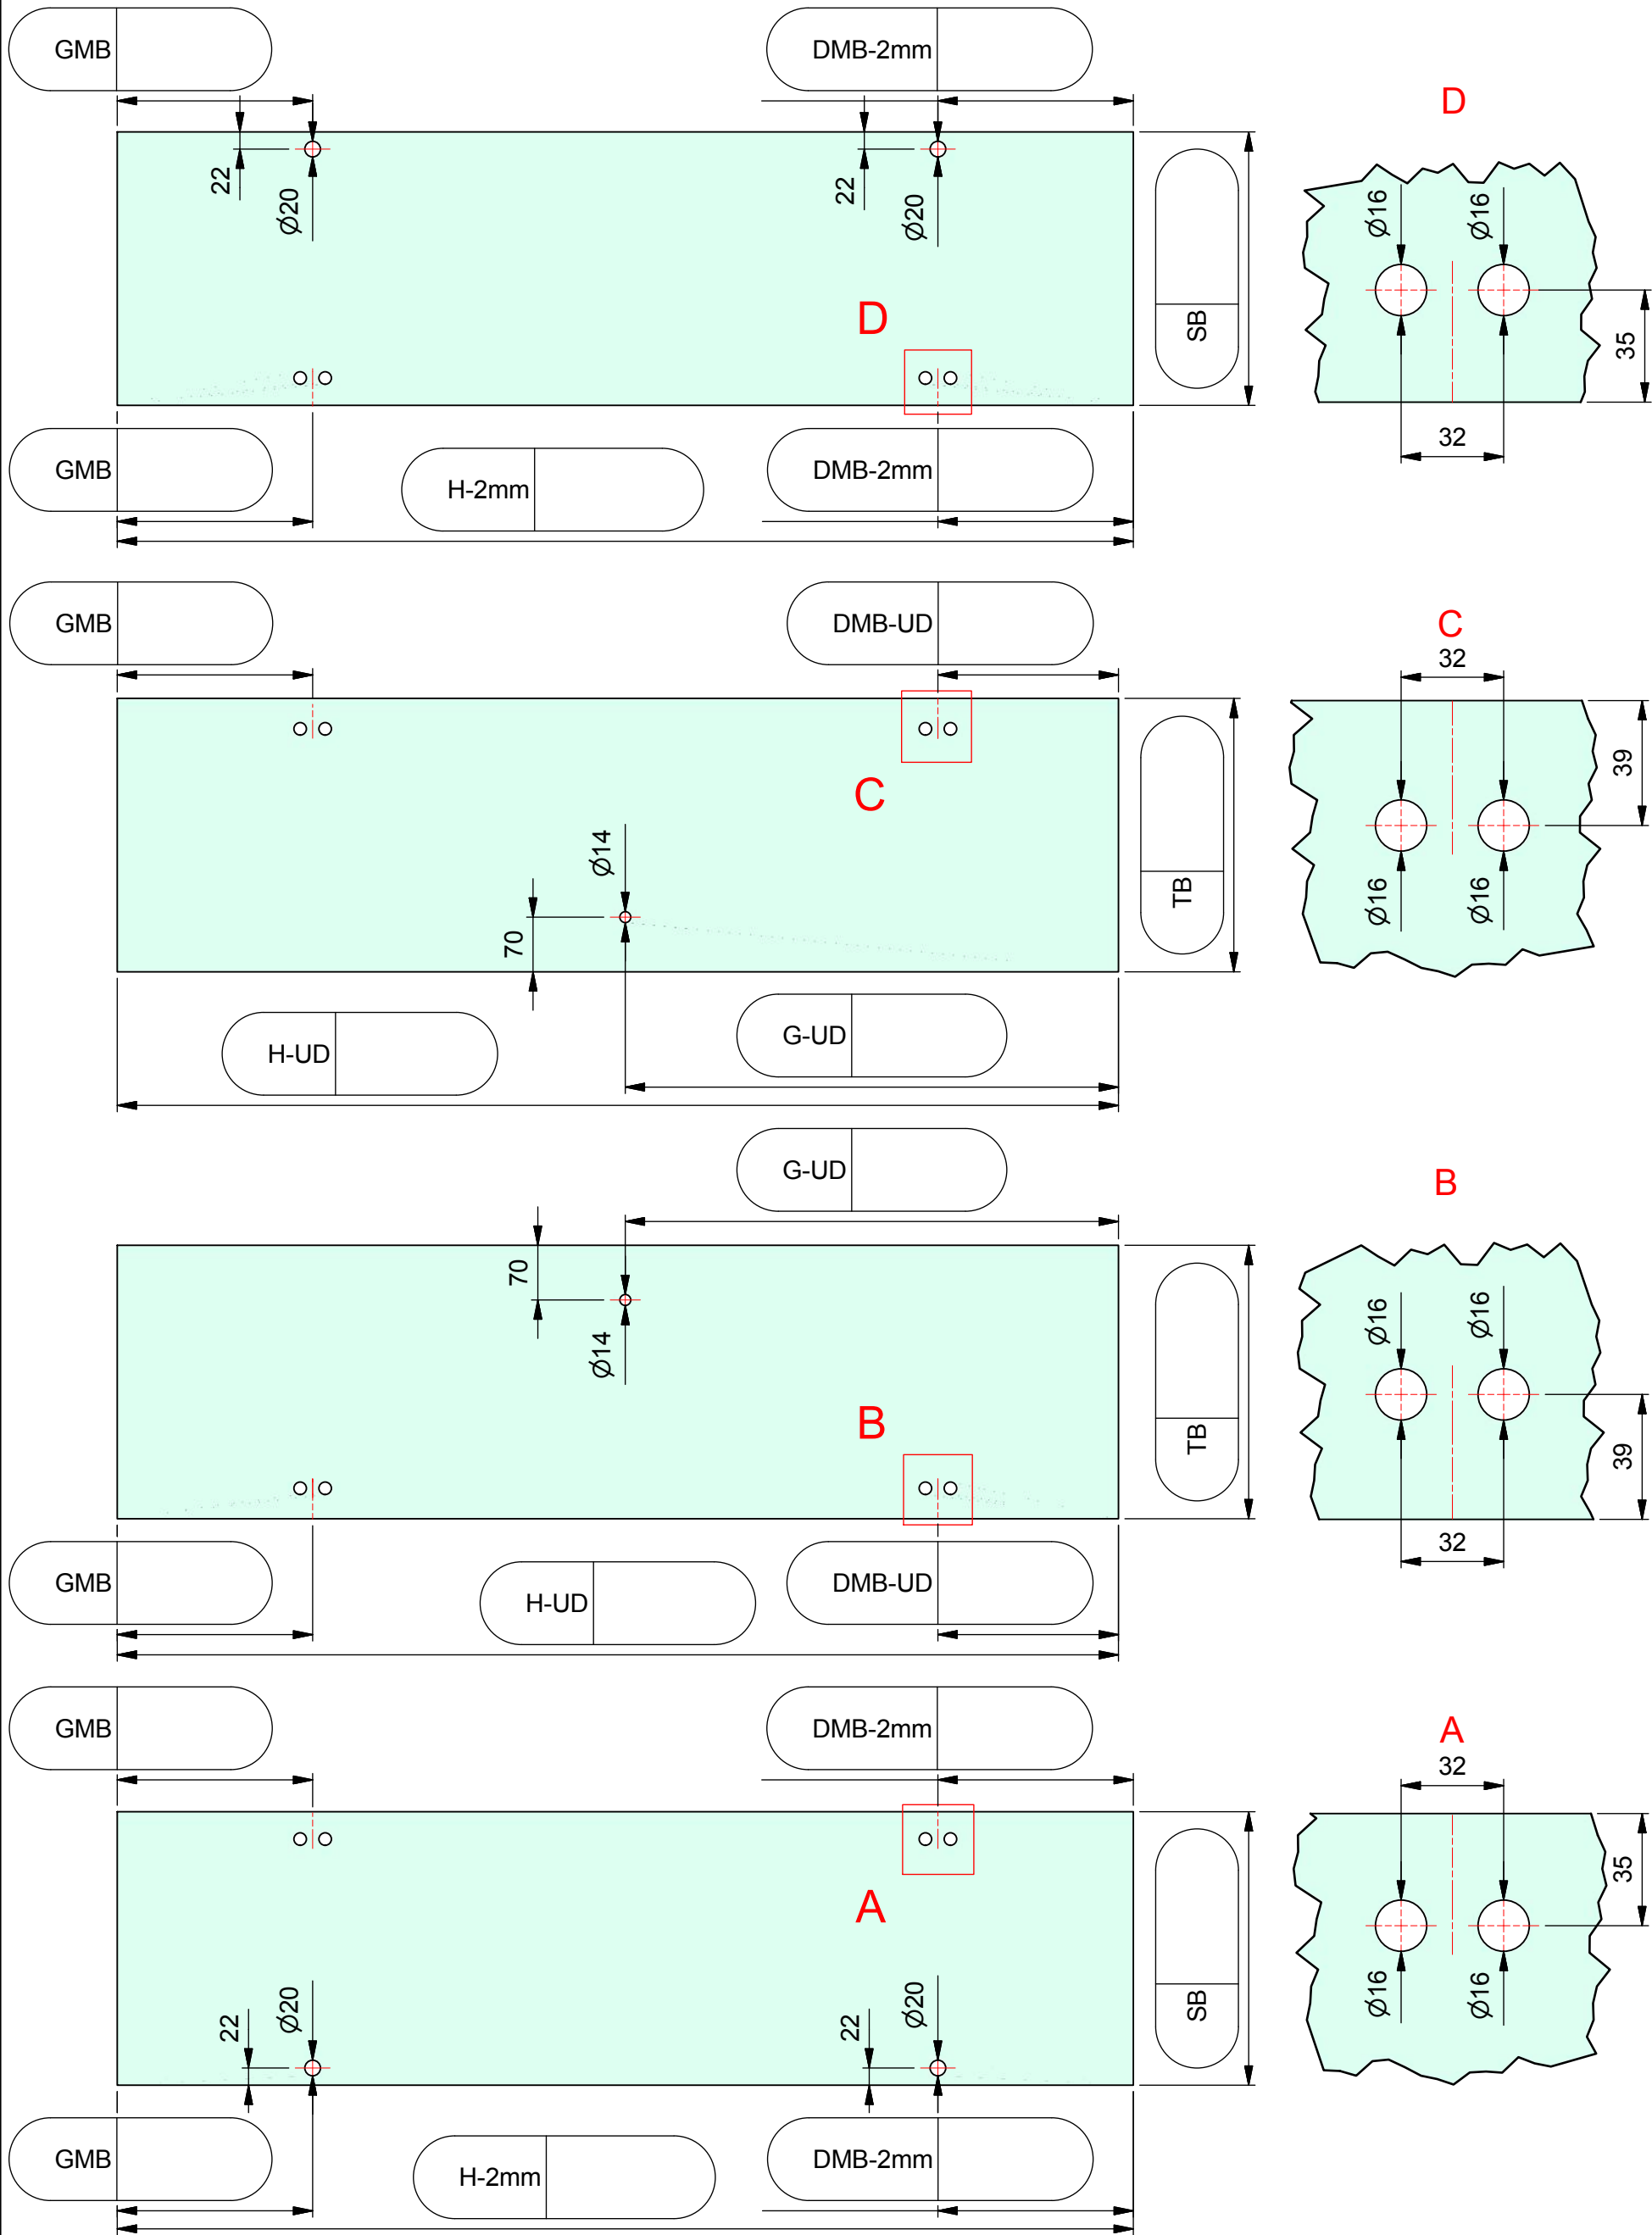 GMB
DMB-2mm
D
22
Ø20
22
Ø20
SB
D
Ø16
Ø16
35
32
GMB
H-2mm
DMB-2mm
GMB
DMB-UD
C
32
39
Ø16
Ø16
C
Ø14
70
TB
H-UD
G-UD
G-UD
B
70
Ø14
B
TB
Ø16
Ø16
39
32
GMB
H-UD
DMB-UD
GMB
DMB-2mm
A
32
35
Ø16
Ø16
A
22
Ø20
22
Ø20
SB
GMB
H-2mm
DMB-2mm